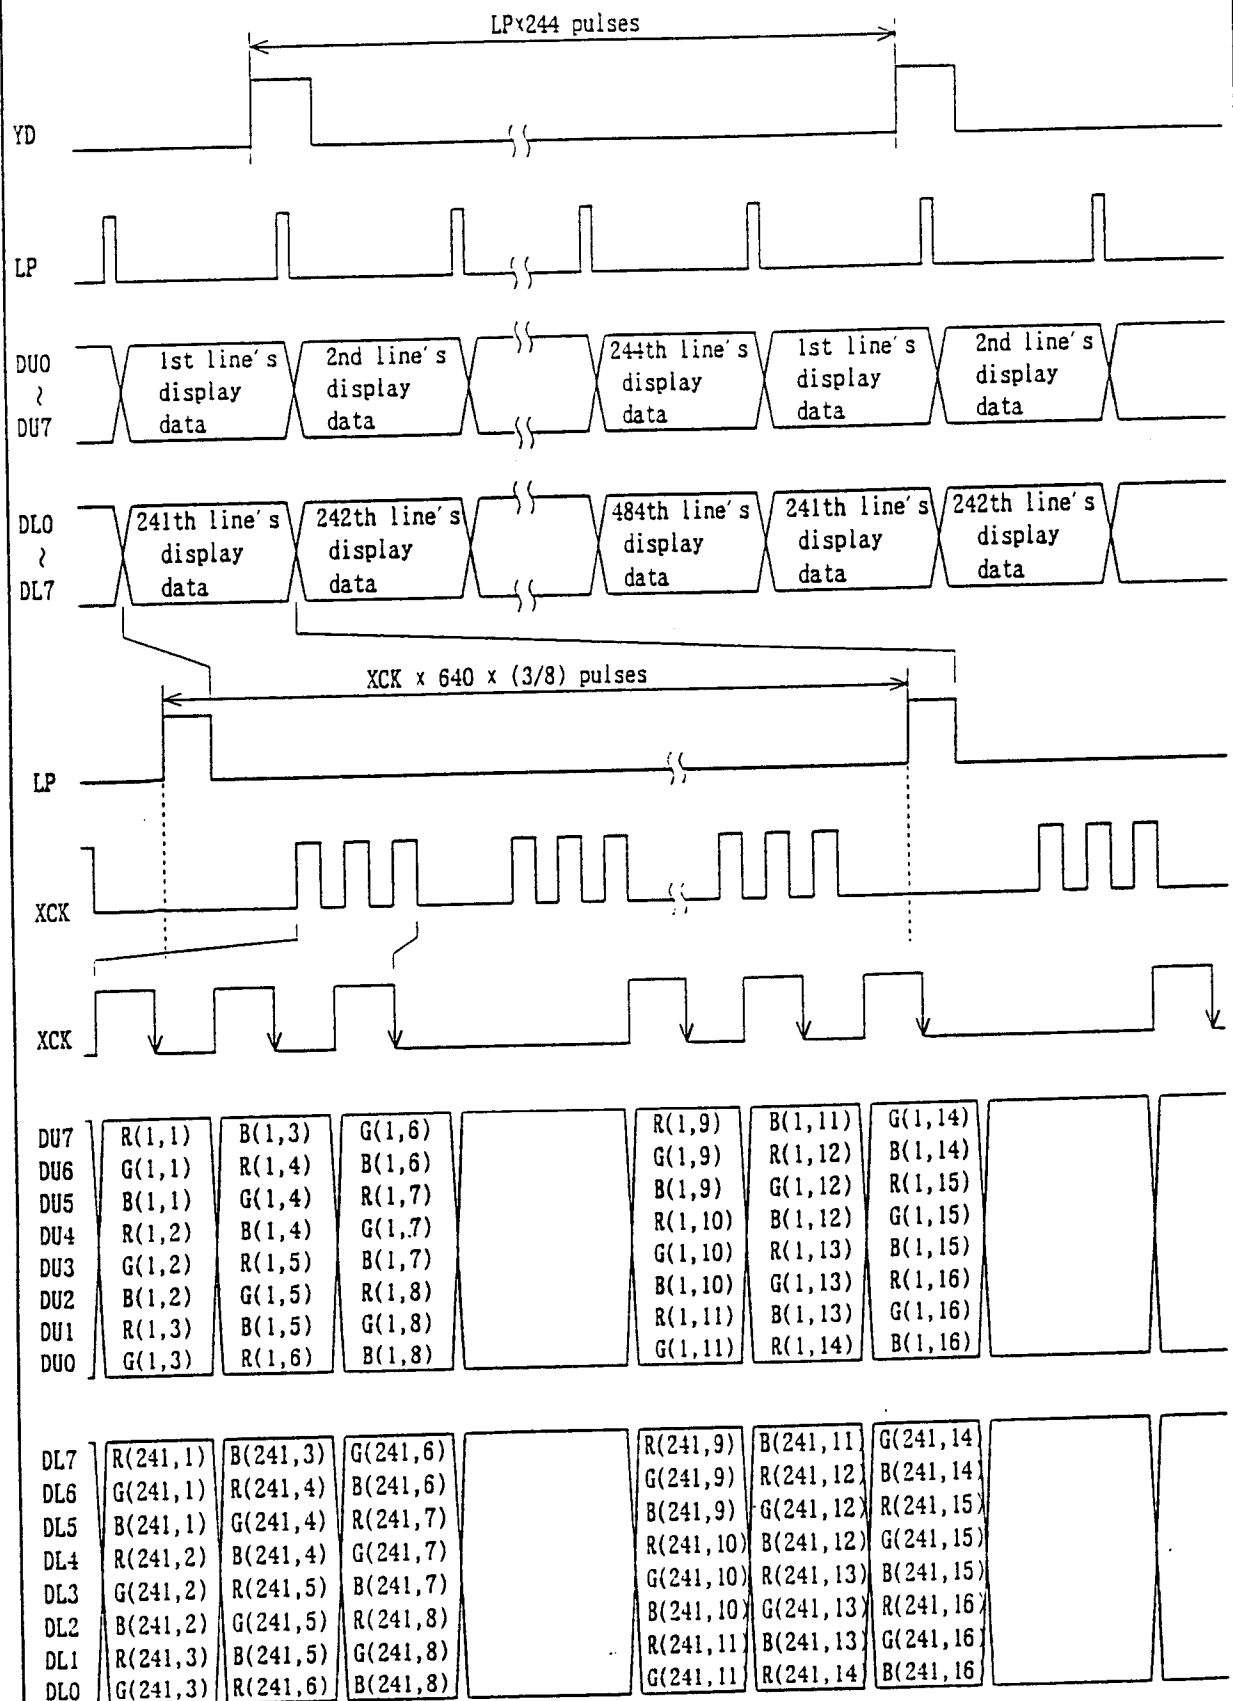 LPx244 pulses
YD
LP
DU0
~
DU7
1st line's display data
2nd line's display data
244th line's display data
1st line's display data
2nd line's display data
DL0
~
DL7
241th line's display data
242th line's display data
484th line's display data
241th line's display data
242th line's display data
XCK x 640 x (3/8) pulses
LP
XCK
XCK
DU7 R(1,1) B(1,3) G(1,6) R(1,9) B(1,11) G(1,14)
DU6 G(1,1) R(1,4) B(1,6) G(1,9) R(1,12) B(1,14)
DU5 B(1,1) G(1,4) R(1,7) B(1,9) G(1,12) R(1,15)
DU4 R(1,2) B(1,4) G(1,7) R(1,10) B(1,12) G(1,15)
DU3 G(1,2) R(1,5) B(1,7) G(1,10) R(1,13) B(1,15)
DU2 B(1,2) G(1,5) R(1,8) B(1,10) G(1,13) R(1,16)
DU1 R(1,3) B(1,5) G(1,8) R(1,11) B(1,13) G(1,16)
DU0 G(1,3) R(1,6) B(1,8) G(1,11) R(1,14) B(1,16)
DL7 R(241,1) B(241,3) G(241,6) R(241,9) B(241,11) G(241,14)
DL6 G(241,1) R(241,4) B(241,6) G(241,9) R(241,12) B(241,14)
DL5 B(241,1) G(241,4) R(241,7) B(241,9) G(241,12) R(241,15)
DL4 R(241,2) B(241,4) G(241,7) R(241,10) B(241,12) G(241,15)
DL3 G(241,2) R(241,5) B(241,7) G(241,10) R(241,13) B(241,15)
DL2 B(241,2) G(241,5) R(241,8) B(241,10) G(241,13) R(241,16)
DL1 R(241,3) B(241,5) G(241,8) R(241,11) B(241,13) G(241,16)
DL0 G(241,3) R(241,6) B(241,8) G(241,11) R(241,14) B(241,16)